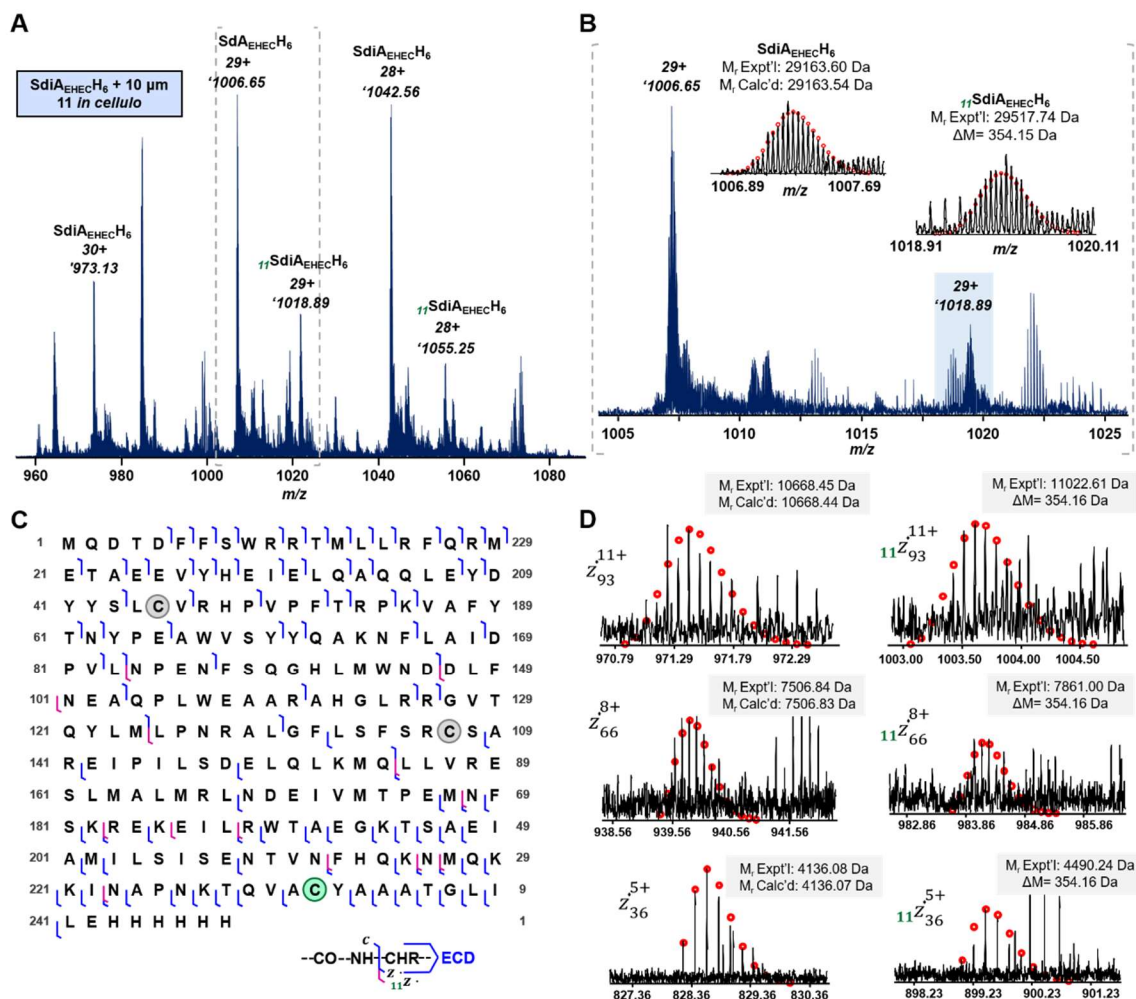 A
SdiA_EHEC H6 + 10 µm
11 in cellulo
SdiA_EHEC H6
30+
'973.13
SdA_EHEC H6
29+
'1006.65
11SdiA_EHEC H6
29+
'1018.89
SdiA_EHEC H6
28+
'1042.56
11SdiA_EHEC H6
28+
'1055.25
960 980 1000 1020 1040 1060 1080
m/z
B
29+
'1006.65
SdiA_EHEC H6
Mr Expt'l: 29163.60 Da
Mr Calc'd: 29163.54 Da
1006.89 1007.69
m/z
11SdiA_EHEC H6
Mr Expt'l: 29517.74 Da
ΔM= 354.15 Da
1018.91 1020.11
m/z
29+
'1018.89
1005 1010 1015 1020 1025
m/z
C
1 M Q D T D F F S W R R T M L L R F Q R M 229
21 E T A E E V Y H E I E L Q A Q Q L E Y D 209
41 Y Y S L C V R H P V P F T R P K V A F Y 189
61 T N Y P E A W V S Y Y Q A K N F L A I D 169
81 P V L N P E N F S Q G H L M W N D D L F 149
101 N E A Q P L W E A A R A H G L R R G V T 129
121 Q Y L M L P N R A L G F L S F S R C S A 109
141 R E I P I L S D E L Q L K M Q L L V R E 89
161 S L M A L M R L N D E I V M T P E M N F 69
181 S K R E K E I L R W T A E G K T S A E I 49
201 A M I L S I S E N T V N F H Q K N M Q K 29
221 K I N A P N K T Q V A C Y A A A T G L I 9
241 L E H H H H H H 1
c
--CO--NH-CHR-- ECD
z·
11z·
D
Mr Expt'l: 10668.45 Da
Mr Calc'd: 10668.44 Da
z·93 11+
970.79 971.29 971.79 972.29
Mr Expt'l: 11022.61 Da
ΔM= 354.16 Da
11z·93 11+
1003.00 1003.50 1004.00 1004.50
Mr Expt'l: 7506.84 Da
Mr Calc'd: 7506.83 Da
z·66 8+
938.56 939.56 940.56 941.56
Mr Expt'l: 7861.00 Da
ΔM= 354.16 Da
11z·66 8+
982.86 983.86 984.86 985.86
Mr Expt'l: 4136.08 Da
Mr Calc'd: 4136.07 Da
z·36 5+
827.36 828.36 829.36 830.36
Mr Expt'l: 4490.24 Da
ΔM= 354.16 Da
11z·36 5+
898.23 899.23 900.23 901.23